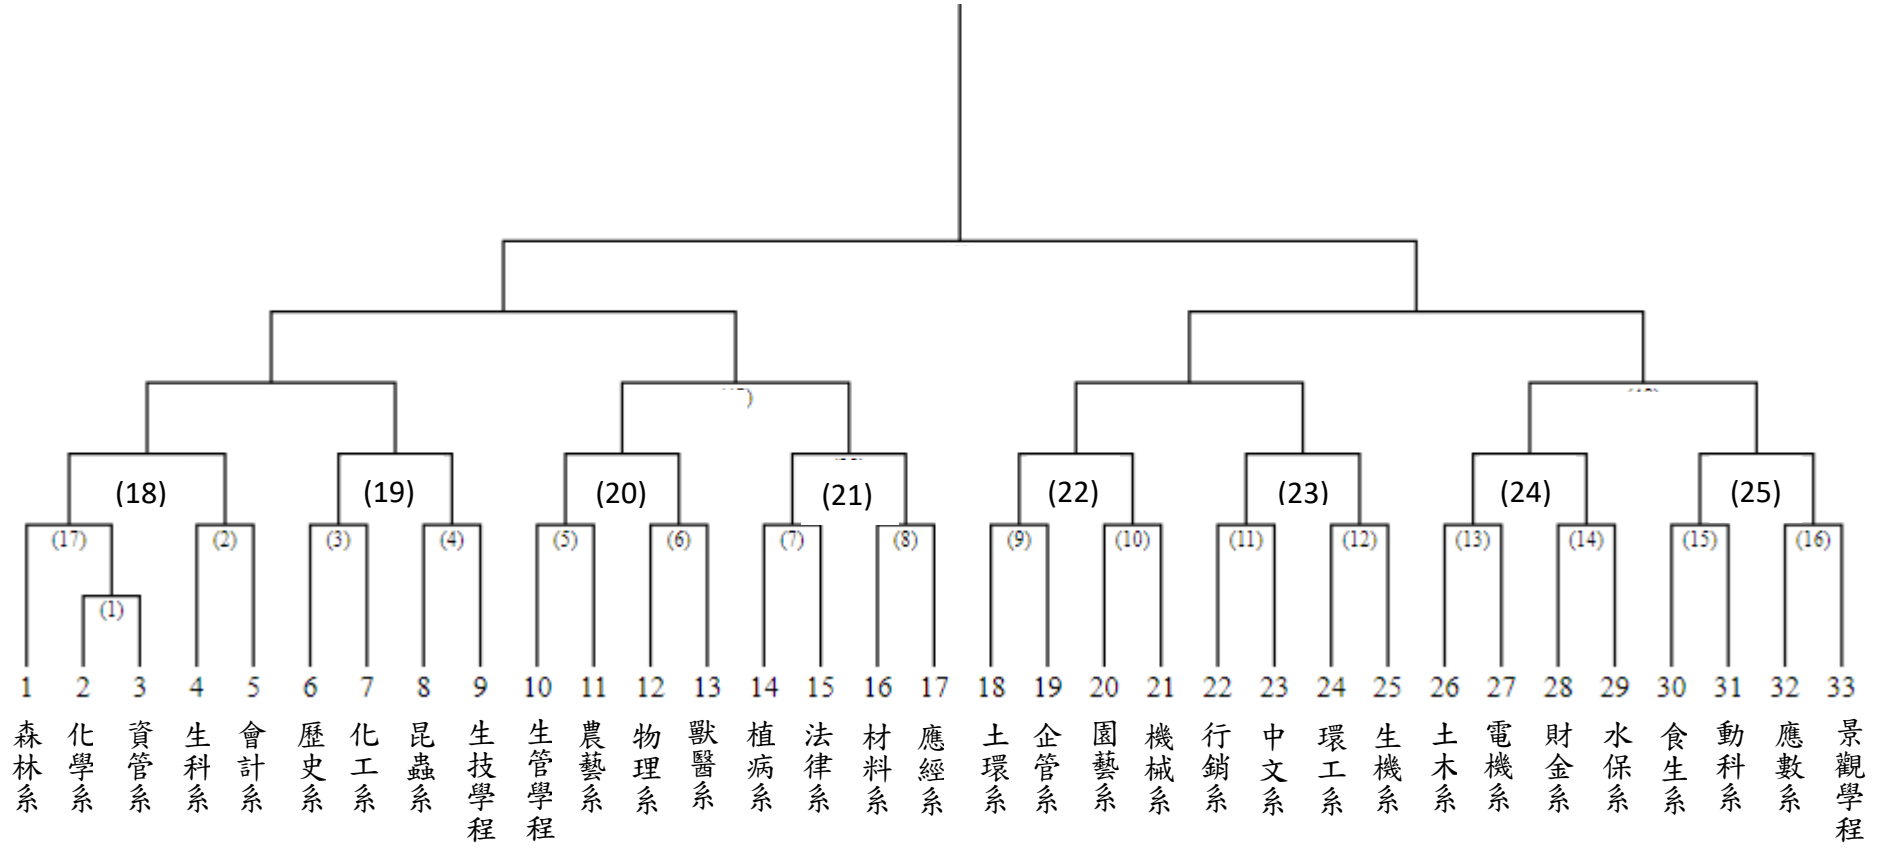 (18) (19) (20) (21) (22) (23) (24) (25)
(17) (2) (3) (4) (5) (6) (7) (8) (9) (10) (11) (12) (13) (14) (15) (16)
(1)
1 2 3 4 5 6 7 8 9 10 11 12 13 14 15 16 17 18 19 20 21 22 23 24 25 26 27 28 29 30 31 32 33
森林系
化學系
資管系
生科系
會計系
歷史系
化工系
昆蟲系
生技學程
生管學程
農藝系
物理系
獸醫系
植病系
法律系
材料系
應經系
土環系
企管系
園藝系
機械系
行銷系
中文系
環工系
生機系
土木系
電機系
財金系
水保系
食生系
動科系
應數系
景觀學程